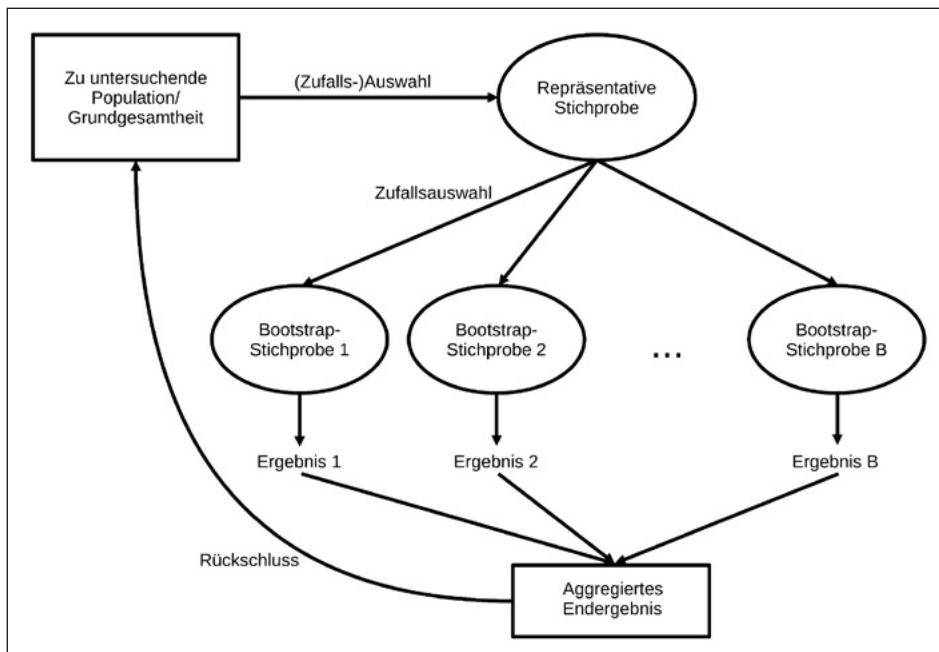 Zu untersuchende
Population/
Grundgesamtheit
(Zufalls-)Auswahl
Repräsentative
Stichprobe
Zufallsauswahl
Bootstrap-
Stichprobe 1
Bootstrap-
Stichprobe 2
...
Bootstrap-
Stichprobe B
Ergebnis 1
Ergebnis 2
Ergebnis B
Rückschluss
Aggregiertes
Endergebnis